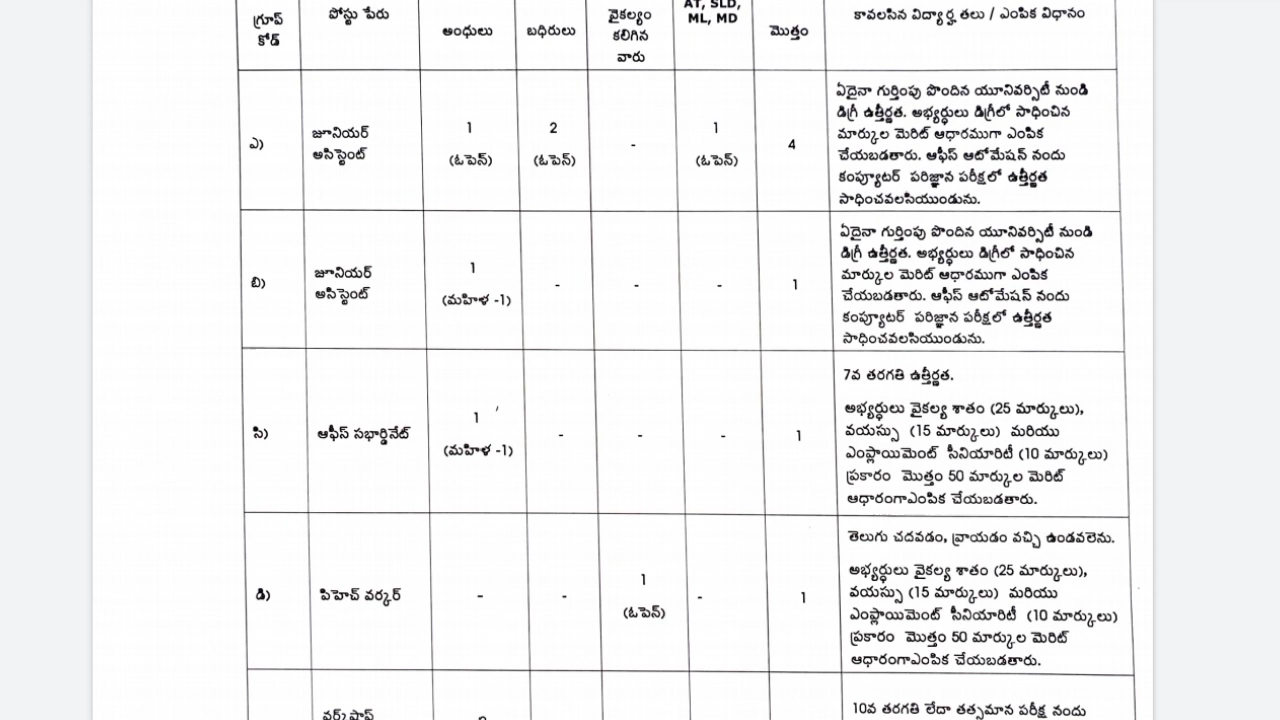 గ్రూప్
కోడ్
పోస్టు పేరు
అంధులు
బధిరులు
వైకల్యం
కలిగిన
వారు
AT, SLD,
ML, MD
మొత్తం
కావలసిన విద్యార్హతలు / ఎంపిక విధానం
ఎ)
జూనియర్
అసిస్టెంట్
1
(ఓపెన్)
2
(ఓపెన్)
-
1
(ఓపెన్)
4
ఏదైనా గుర్తింపు పొందిన యూనివర్సిటీ నుండి
డిగ్రీ ఉత్తీర్ణత. అభ్యర్ధులు డిగ్రీలో సాధించిన
మార్కుల మెరిట్ ఆధారముగా ఎంపిక
చేయబడతారు. ఆఫీస్ ఆటోమేషన్ నందు
కంప్యూటర్ పరిజ్ఞాన పరీక్షలో ఉత్తీర్ణత
సాధించవలసియుండును.
బి)
జూనియర్
అసిస్టెంట్
1
(మహిళ -1)
-
-
-
1
ఏదైనా గుర్తింపు పొందిన యూనివర్సిటీ నుండి
డిగ్రీ ఉత్తీర్ణత. అభ్యర్ధులు డిగ్రీలో సాధించిన
మార్కుల మెరిట్ ఆధారముగా ఎంపిక
చేయబడతారు. ఆఫీస్ ఆటోమేషన్ నందు
కంప్యూటర్ పరిజ్ఞాన పరీక్షలో ఉత్తీర్ణత
సాధించవలసియుండును.
సి)
ఆఫీస్ సభార్డినేట్
1
(మహిళ -1)
-
-
-
1
7వ తరగతి ఉత్తీర్ణత.
అభ్యర్ధులు వైకల్య శాతం (25 మార్కులు),
వయస్సు (15 మార్కులు) మరియు
ఎంప్లాయిమెంట్ సీనియారిటీ (10 మార్కులు)
ప్రకారం మొత్తం 50 మార్కుల మెరిట్
ఆధారంగాఎంపిక చేయబడతారు.
డి)
పిహెచ్ వర్కర్
-
-
1
(ఓపెన్)
-
1
తెలుగు చదవడం, వ్రాయడం వచ్చి ఉండవలెను.
అభ్యర్ధులు వైకల్య శాతం (25 మార్కులు),
వయస్సు (15 మార్కులు) మరియు
ఎంప్లాయిమెంట్ సీనియారిటీ (10 మార్కులు)
ప్రకారం మొత్తం 50 మార్కుల మెరిట్
ఆధారంగాఎంపిక చేయబడతారు.
10వ తరగతి లేదా తత్సమాన పరీక్ష నందు